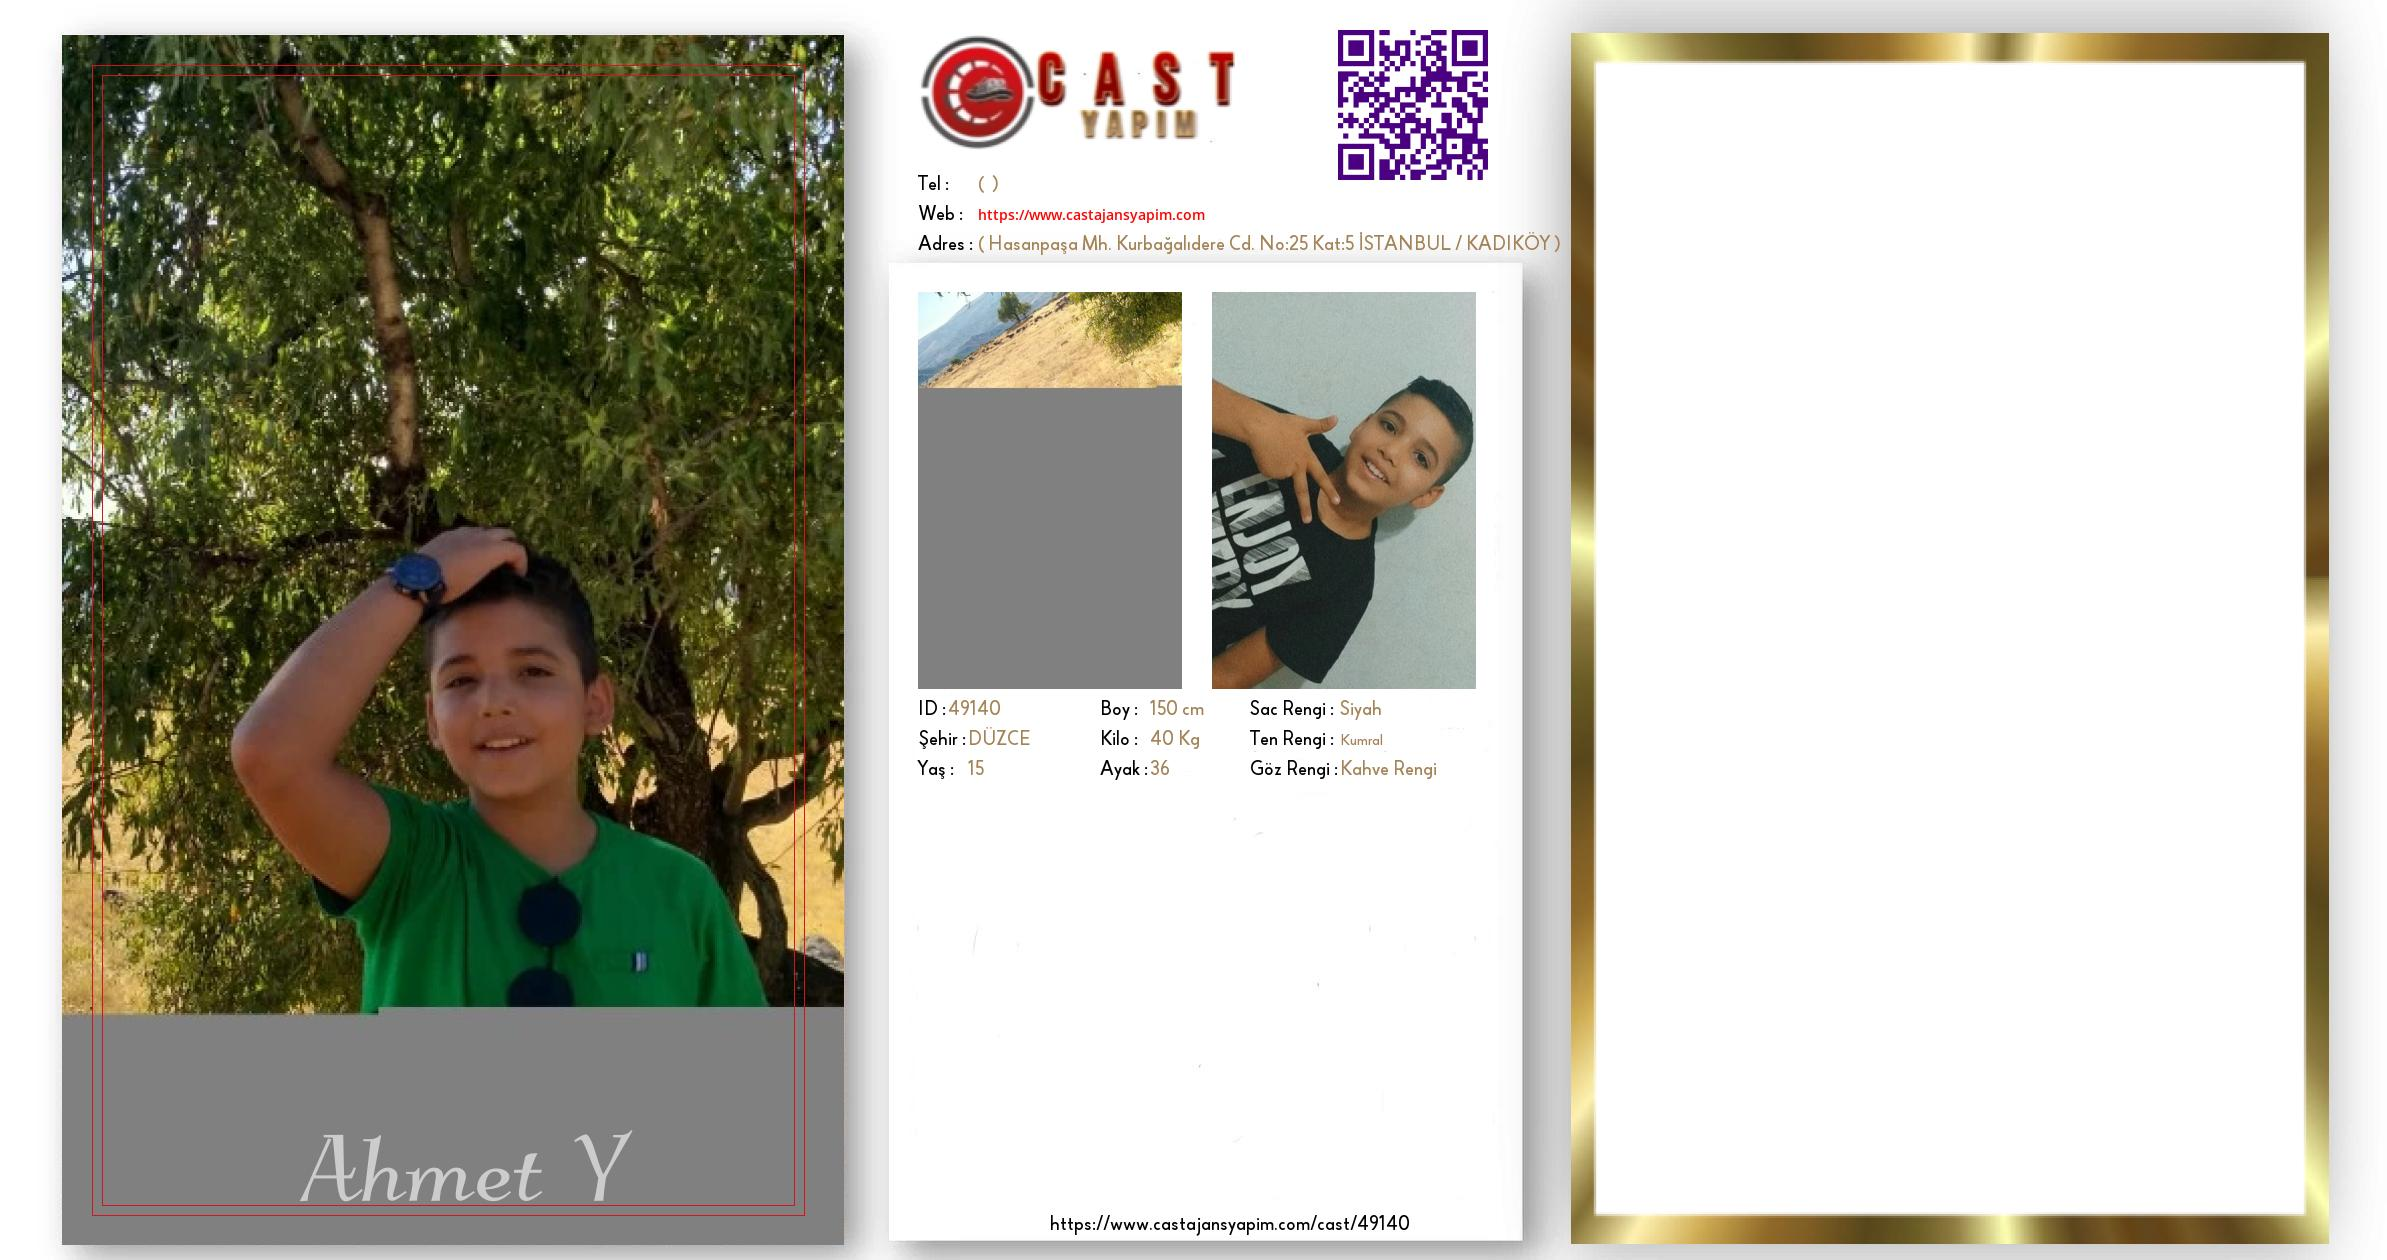 CAST
YAPIM
Tel : ( )
Web : https://www.castajansyapim.com
Adres : ( Hasanpaşa Mh. Kurbağalıdere Cd. No:25 Kat:5 İSTANBUL / KADIKÖY )
ID : 49140
Şehir : DÜZCE
Yaş : 15
Boy : 150 cm
Kilo : 40 Kg
Ayak : 36
Sac Rengi : Siyah
Ten Rengi : Kumral
Göz Rengi : Kahve Rengi
https://www.castajansyapim.com/cast/49140
Ahmet Y